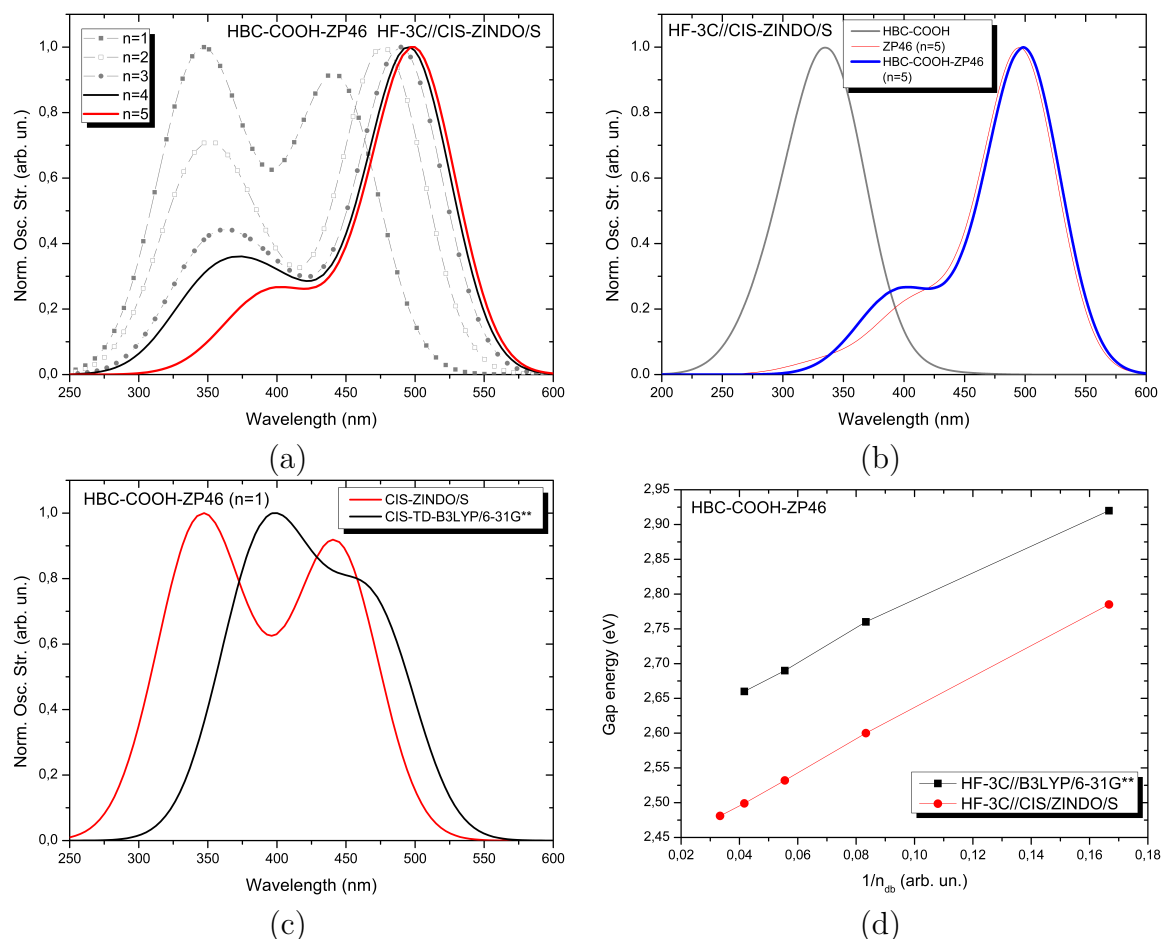 HBC-COOH-ZP46 HF-3C//CIS-ZINDO/S
n=1
n=2
n=3
n=4
n=5
Norm. Osc. Str. (arb. un.)
1,0
0,8
0,6
0,4
0,2
0,0
250 300 350 400 450 500 550 600
Wavelength (nm)
(a)
HF-3C//CIS-ZINDO/S
HBC-COOH
ZP46 (n=5)
HBC-COOH-ZP46
(n=5)
Norm. Osc. Str. (arb. un.)
1,0
0,8
0,6
0,4
0,2
0,0
200 250 300 350 400 450 500 550 600
Wavelength (nm)
(b)
HBC-COOH-ZP46 (n=1)
CIS-ZINDO/S
CIS-TD-B3LYP/6-31G**
Norm. Osc. Str. (arb. un.)
1,0
0,8
0,6
0,4
0,2
0,0
250 300 350 400 450 500 550 600
Wavelength (nm)
(c)
HBC-COOH-ZP46
Gap energy (eV)
2,95
2,90
2,85
2,80
2,75
2,70
2,65
2,60
2,55
2,50
2,45
HF-3C//B3LYP/6-31G**
HF-3C//CIS/ZINDO/S
0,02 0,04 0,06 0,08 0,10 0,12 0,14 0,16 0,18
1/n_db (arb. un.)
(d)